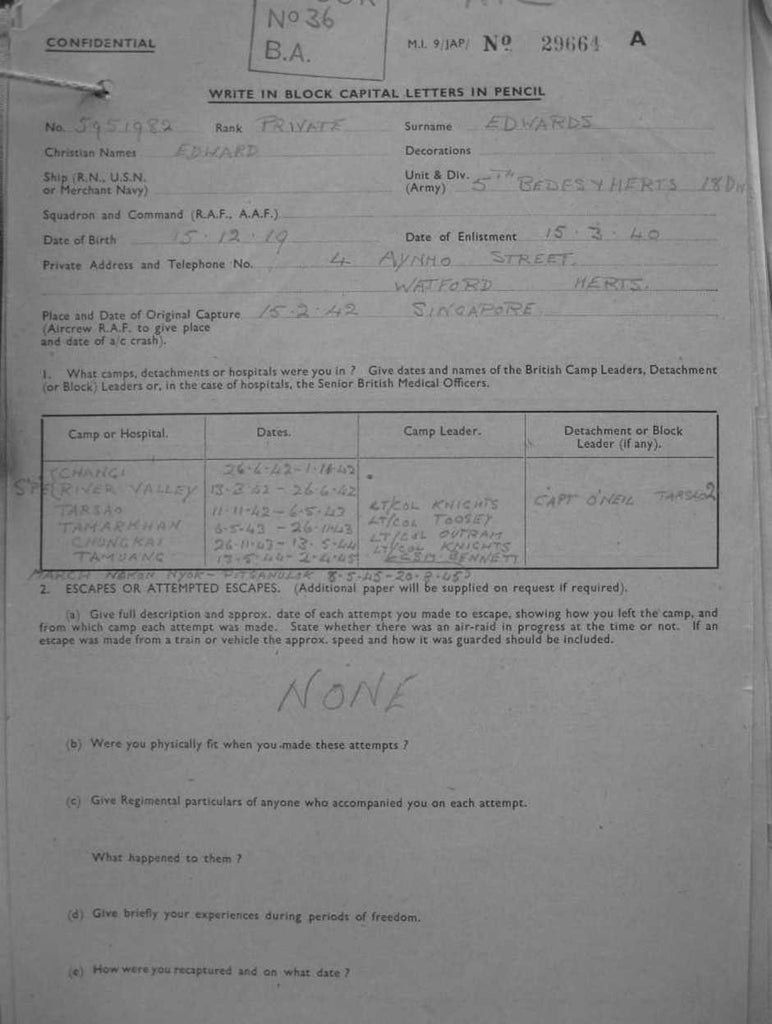 No 36
B.A.
CONFIDENTIAL
M.I. 9/JAP/ No 29664 A
WRITE IN BLOCK CAPITAL LETTERS IN PENCIL
No. 5951982 Rank PRIVATE Surname EDWARDS
Christian Names EDWARD Decorations
Ship (R.N., U.S.N. or Merchant Navy) Unit & Div. (Army) 5TH BEDFS Y HERTS 18 Div
Squadron and Command (R.A.F., A.A.F.)
Date of Birth 15.12.19 Date of Enlistment 15.3.40
Private Address and Telephone No. 4 AYNHO STREET.
WATFORD HERTS.
Place and Date of Original Capture 15.2.42 SINGAPORE
(Aircrew R.A.F. to give place
and date of a/c crash).
1. What camps, detachments or hospitals were you in ? Give dates and names of the British Camp Leaders, Detachment
(or Block) Leaders or, in the case of hospitals, the Senior British Medical Officers.
Camp or Hospital. Dates. Camp Leader. Detachment or Block Leader (if any).
TCHANGI 26.6.42 - 1.11.42
RIVER VALLEY 13.3.42 - 26.6.42
TARSAO 11.11.42 - 6.5.43 LT/COL KNIGHTS CAPT O'NEIL TARSAO 2
TAMARKHAN 6.5.43 - 26.11.43 LT/COL TOOSEY
CHUNGKAI 26.11.43 - 13.5.44 LT/COL OUTRAM
TAMUANG 13.5.44 - 2.4.45 LT/COL KNIGHTS
BENNETT
MARCH NAKON NYOK - PITSANULOK 8.5.45 - 20.8.45
2. ESCAPES OR ATTEMPTED ESCAPES. (Additional paper will be supplied on request if required).
(a) Give full description and approx. date of each attempt you made to escape, showing how you left the camp, and
from which camp each attempt was made. State whether there was an air-raid in progress at the time or not. If an
escape was made from a train or vehicle the approx. speed and how it was guarded should be included.
NONE
(b) Were you physically fit when you made these attempts ?
(c) Give Regimental particulars of anyone who accompanied you on each attempt.
What happened to them ?
(d) Give briefly your experiences during periods of freedom.
(e) How were you recaptured and on what date ?